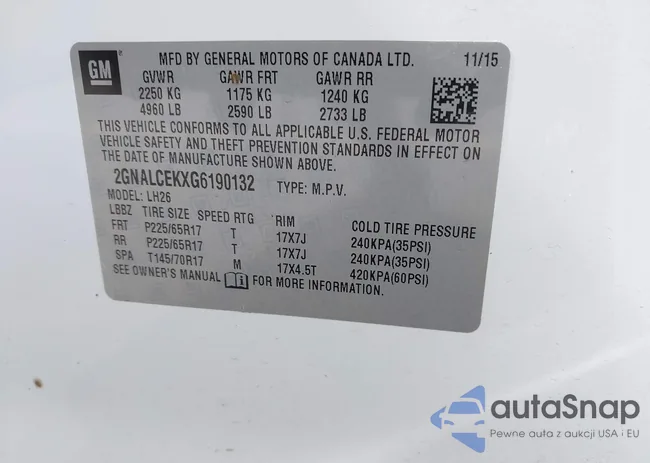 GM
MFD BY GENERAL MOTORS OF CANADA LTD. 11/15
GVWR GAWR FRT GAWR RR
2250 KG 1175 KG 1240 KG
4960 LB 2590 LB 2733 LB
THIS VEHICLE CONFORMS TO ALL APPLICABLE U.S. FEDERAL MOTOR
VEHICLE SAFETY AND THEFT PREVENTION STANDARDS IN EFFECT ON
THE DATE OF MANUFACTURE SHOWN ABOVE.
2GNALCEKXG6190132 TYPE: M.P.V.
MODEL: LH26
LBBZ TIRE SIZE SPEED RTG RIM COLD TIRE PRESSURE
FRT P225/65R17 T 17X7J 240KPA(35PSI)
RR P225/65R17 T 17X7J 240KPA(35PSI)
SPA T145/70R17 M 17X4.5T 420KPA(60PSI)
SEE OWNER'S MANUAL FOR MORE INFORMATION.
autaSnap
Pewne auta z aukcji USA i EU